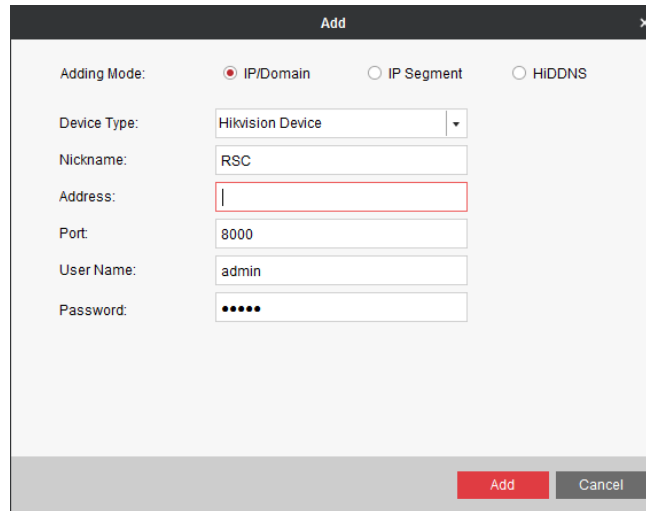 Add
Adding Mode: IP/Domain IP Segment HiDDNS
Device Type: Hikvision Device
Nickname: RSC
Address:
Port: 8000
User Name: admin
Password: •••••
Add Cancel